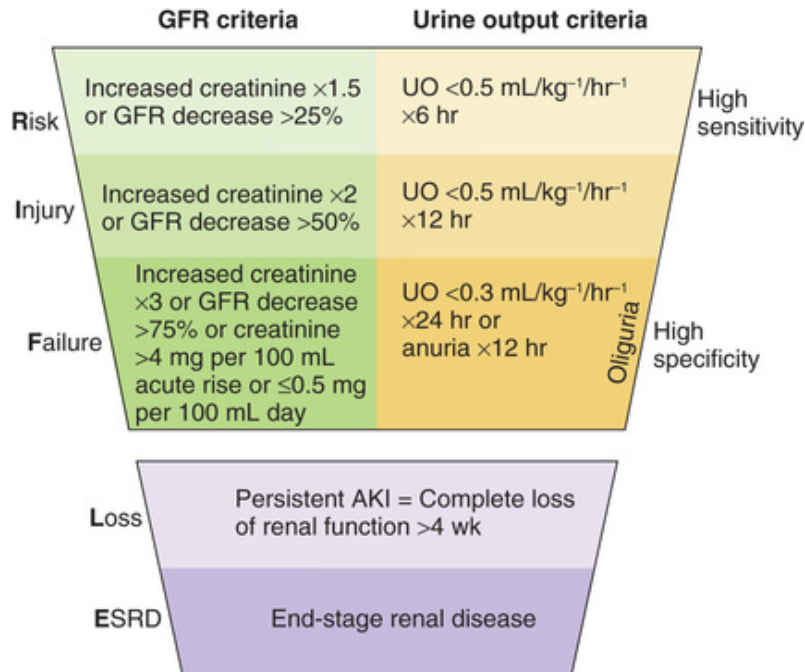 GFR criteria
Urine output criteria
Risk
Increased creatinine ×1.5
or GFR decrease >25%
UO <0.5 mL/kg⁻¹/hr⁻¹
×6 hr
High
sensitivity
Injury
Increased creatinine ×2
or GFR decrease >50%
UO <0.5 mL/kg⁻¹/hr⁻¹
×12 hr
Failure
Increased creatinine
×3 or GFR decrease
>75% or creatinine
>4 mg per 100 mL
acute rise or ≤0.5 mg
per 100 mL day
UO <0.3 mL/kg⁻¹/hr⁻¹
×24 hr or
anuria ×12 hr
Oliguria
High
specificity
Loss
Persistent AKI = Complete loss
of renal function >4 wk
ESRD
End-stage renal disease